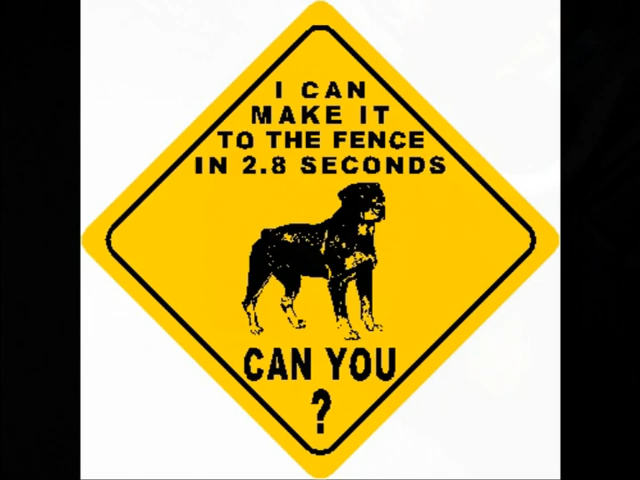 I CAN
MAKE IT
TO THE FENCE
IN 2.8 SECONDS
CAN YOU
?